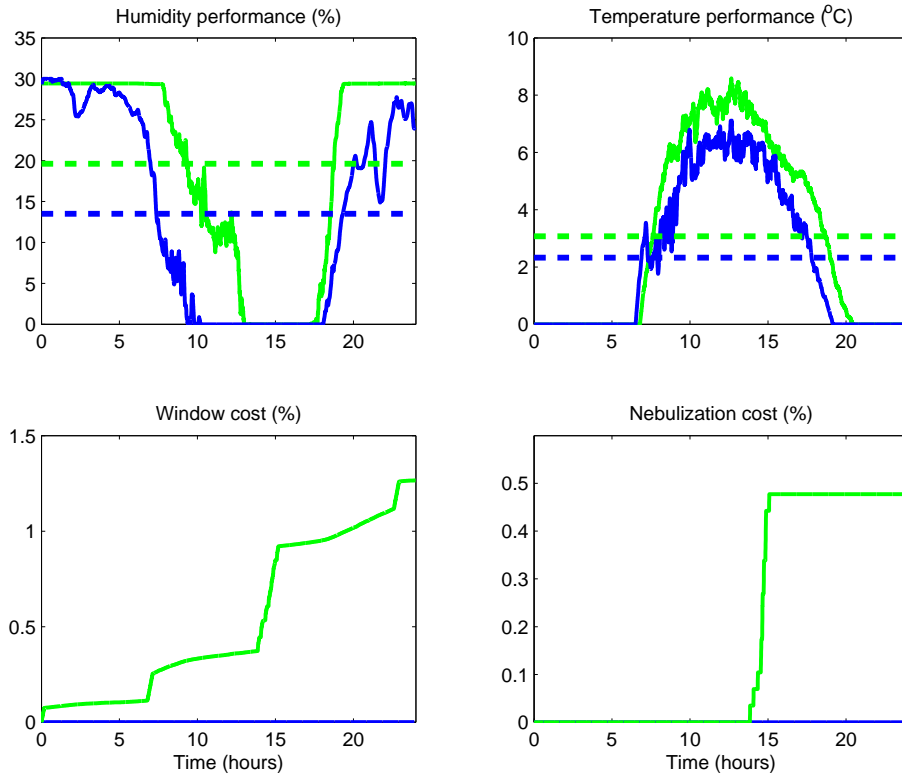 Humidity performance (%)
35
30
25
20
15
10
5
0
0 5 10 15 20
Temperature performance (°C)
10
8
6
4
2
0
0 5 10 15 20
Window cost (%)
1.5
1
0.5
0
0 5 10 15 20
Time (hours)
Nebulization cost (%)
0.5
0.4
0.3
0.2
0.1
0
0 5 10 15 20
Time (hours)